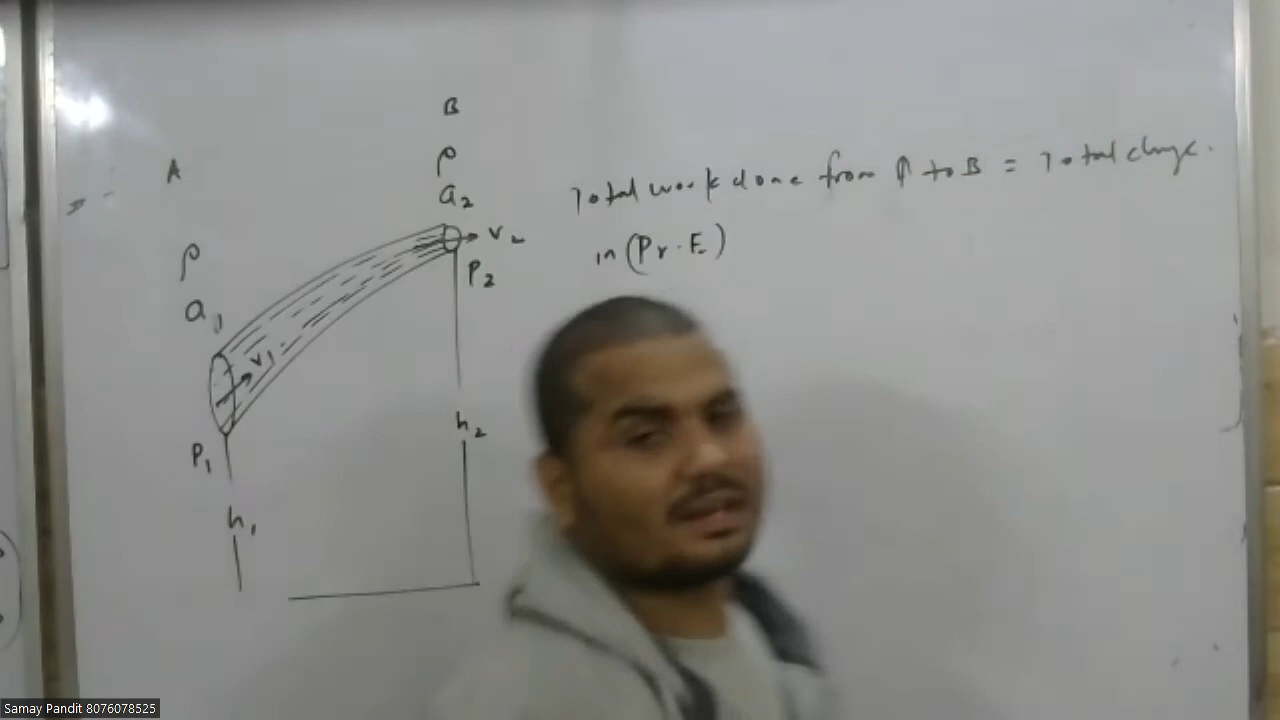 B
A
ρ
a₂
Total work done from A to B = Total change.
v₂
in (Pr. E)
ρ
P₂
a₁
v₁
h₂
P₁
h₁
Samay Pandit 8076078525